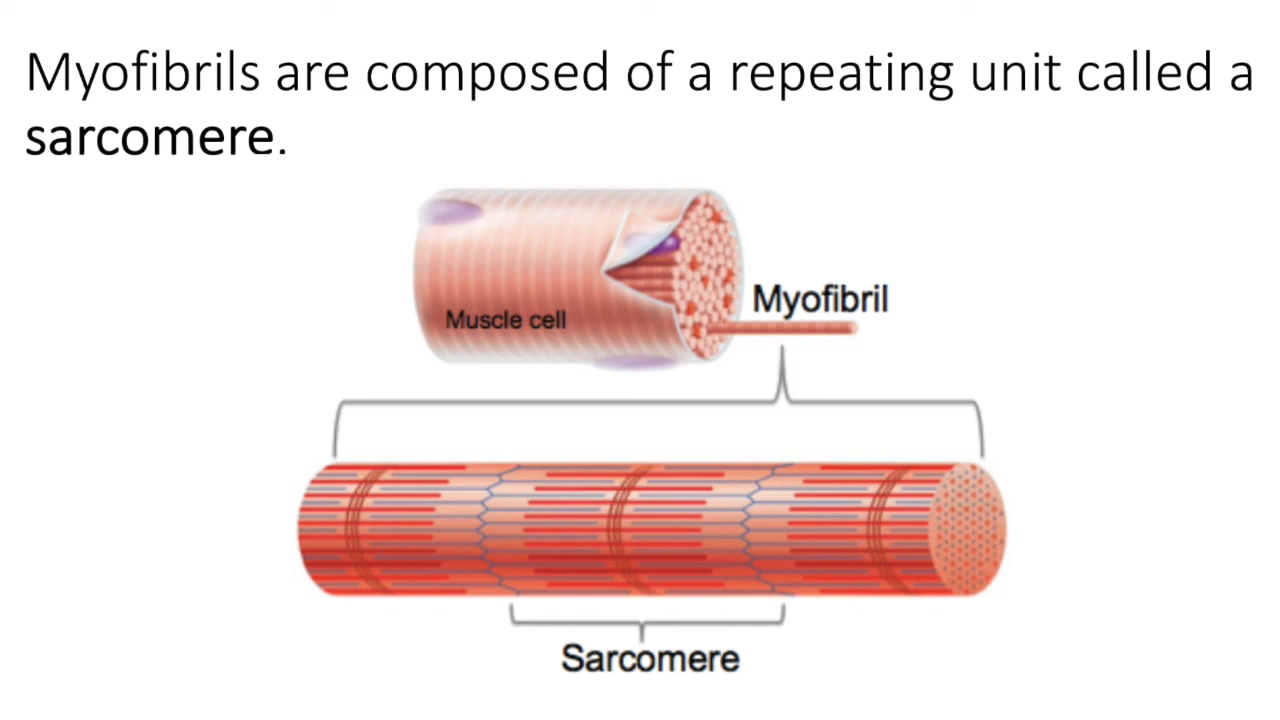 Myofibrils are composed of a repeating unit called a
sarcomere.
Myofibril
Muscle cell
Sarcomere